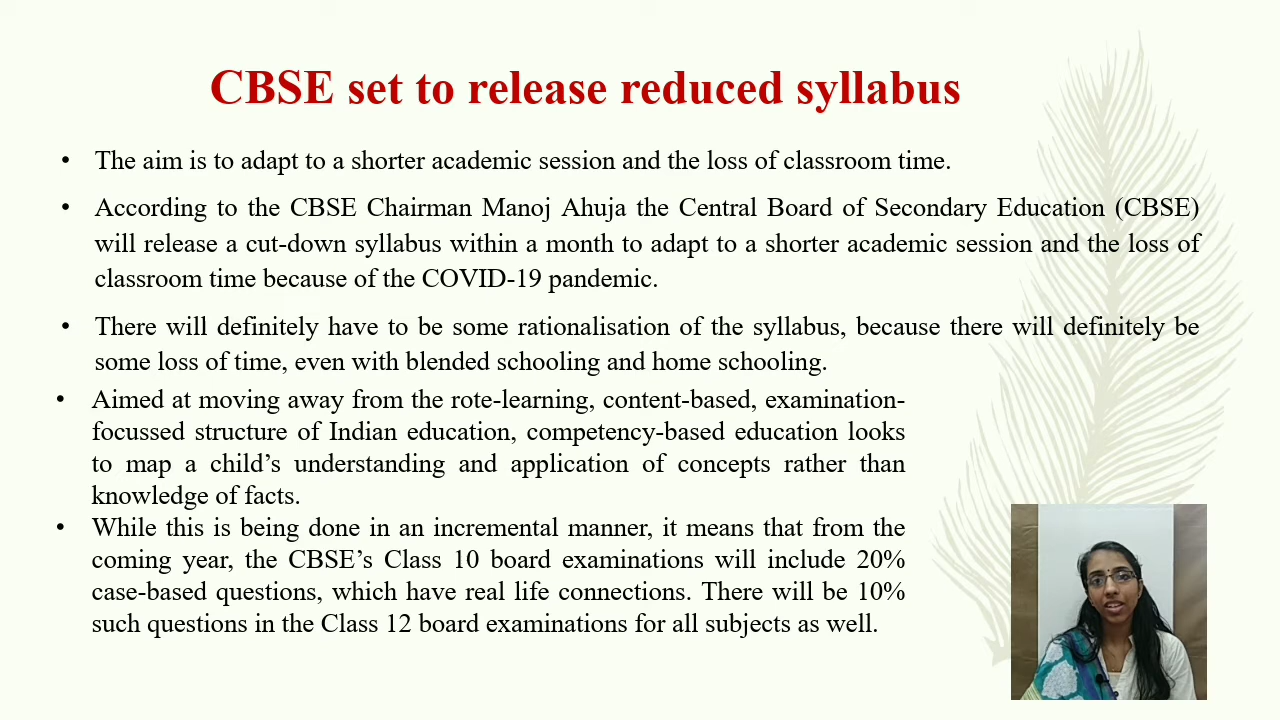 CBSE set to release reduced syllabus
• The aim is to adapt to a shorter academic session and the loss of classroom time.
• According to the CBSE Chairman Manoj Ahuja the Central Board of Secondary Education (CBSE)
will release a cut-down syllabus within a month to adapt to a shorter academic session and the loss of
classroom time because of the COVID-19 pandemic.
• There will definitely have to be some rationalisation of the syllabus, because there will definitely be
some loss of time, even with blended schooling and home schooling.
• Aimed at moving away from the rote-learning, content-based, examination-
focussed structure of Indian education, competency-based education looks
to map a child’s understanding and application of concepts rather than
knowledge of facts.
• While this is being done in an incremental manner, it means that from the
coming year, the CBSE’s Class 10 board examinations will include 20%
case-based questions, which have real life connections. There will be 10%
such questions in the Class 12 board examinations for all subjects as well.